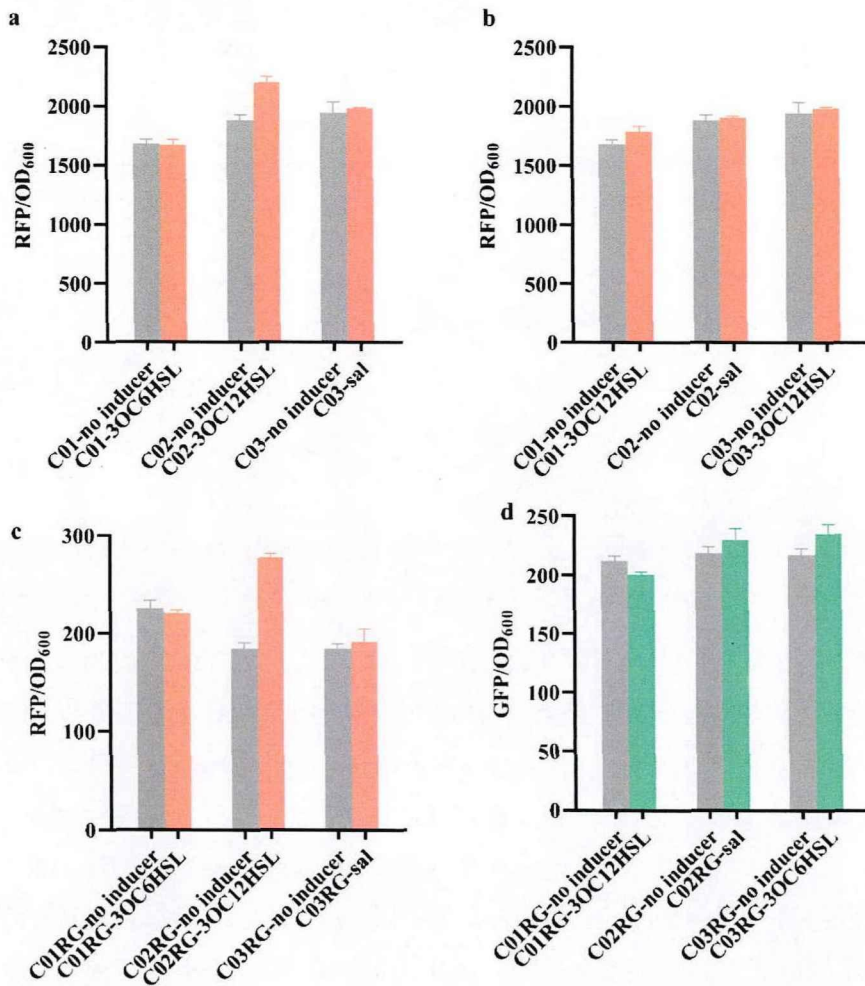 a
RFP/OD600
2500
2000
1500
1000
500
0
C01-no inducer
C01-3OC6HSL
C02-no inducer
C02-3OC12HSL
C03-no inducer
C03-sal
b
RFP/OD600
2500
2000
1500
1000
500
0
C01-no inducer
C01-3OC12HSL
C02-no inducer
C02-sal
C03-no inducer
C03-3OC12HSL
c
RFP/OD600
300
200
100
0
C01RG-no inducer
C01RG-3OC6HSL
C02RG-no inducer
C02RG-3OC12HSL
C03RG-no inducer
C03RG-sal
d
GFP/OD600
250
200
150
100
50
0
C01RG-no inducer
C01RG-3OC12HSL
C02RG-no inducer
C02RG-sal
C03RG-no inducer
C03RG-3OC6HSL